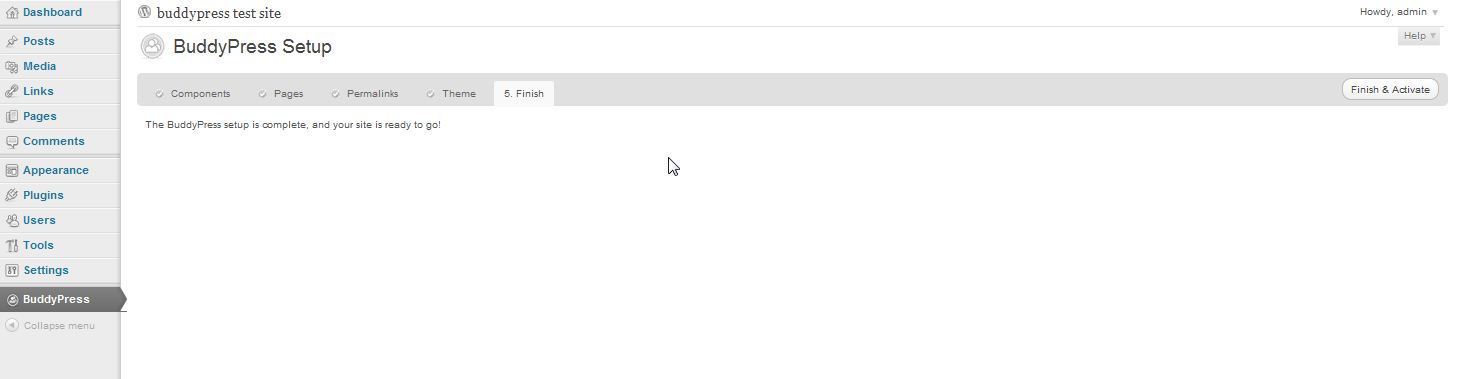 Dashboard
Posts
Media
Links
Pages
Comments
Appearance
Plugins
Users
Tools
Settings
BuddyPress
Collapse menu
buddypress test site
Howdy, admin
Help
BuddyPress Setup
Components Pages Permalinks Theme 5. Finish Finish & Activate
The BuddyPress setup is complete, and your site is ready to go!